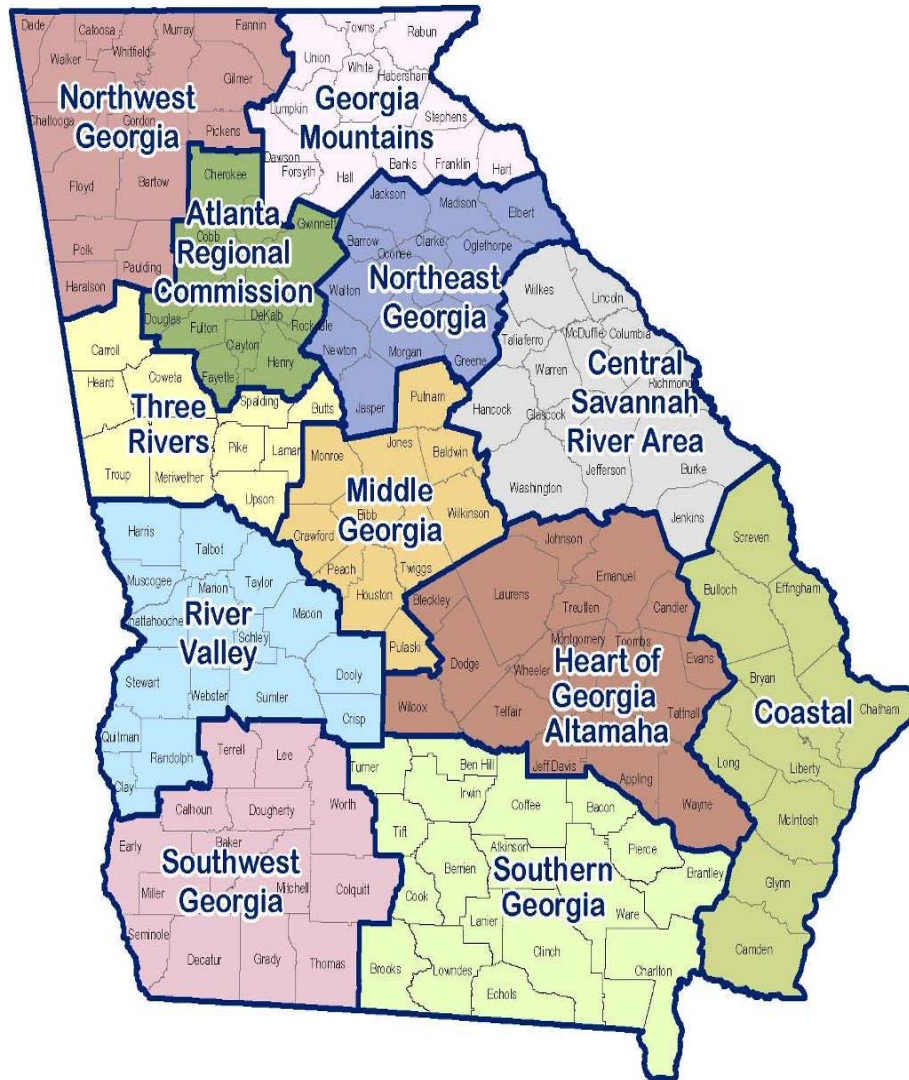 Dade
Catoosa
Murray
Fannin
Walker
Whitfield
Gilmer
Chattooga
Gordon
Pickens
Northwest
Georgia
Floyd
Bartow
Polk
Paulding
Haralson
Towns
Rabun
Union
White
Habersham
Lumpkin
Stephens
Georgia
Mountains
Dawson
Forsyth
Hall
Banks
Franklin
Hart
Cherokee
Atlanta
Regional
Commission
Cobb
Gwinnett
Douglas
Fulton
DeKalb
Rockdale
Clayton
Henry
Fayette
Jackson
Madison
Elbert
Barrow
Clarke
Oconee
Oglethorpe
Walton
Northeast
Georgia
Newton
Morgan
Greene
Jasper
Wilkes
Lincoln
Taliaferro
McDuffie
Columbia
Warren
Richmond
Central
Savannah
River Area
Hancock
Glascock
Jefferson
Burke
Washington
Jenkins
Carroll
Heard
Coweta
Spalding
Butts
Three
Rivers
Pike
Lamar
Troup
Meriwether
Upson
Putnam
Monroe
Jones
Baldwin
Middle
Georgia
Bibb
Wilkinson
Crawford
Peach
Twiggs
Houston
Pulaski
Harris
Talbot
Muscogee
Marion
Taylor
Chattahoochee
Macon
River
Valley
Schley
Stewart
Webster
Sumter
Dooly
Crisp
Quitman
Randolph
Clay
Johnson
Emanuel
Bleckley
Laurens
Treutlen
Candler
Montgomery
Toombs
Evans
Dodge
Wheeler
Heart of
Georgia
Altamaha
Tattnall
Wilcox
Telfair
Jeff Davis
Appling
Wayne
Screven
Bulloch
Effingham
Bryan
Coastal
Chatham
Long
Liberty
McIntosh
Glynn
Camden
Terrell
Lee
Calhoun
Dougherty
Worth
Early
Baker
Southwest
Georgia
Miller
Mitchell
Colquitt
Seminole
Decatur
Grady
Thomas
Turner
Ben Hill
Irwin
Coffee
Bacon
Tift
Atkinson
Pierce
Berrien
Brantley
Southern
Georgia
Cook
Lanier
Ware
Clinch
Brooks
Lowndes
Charlton
Echols